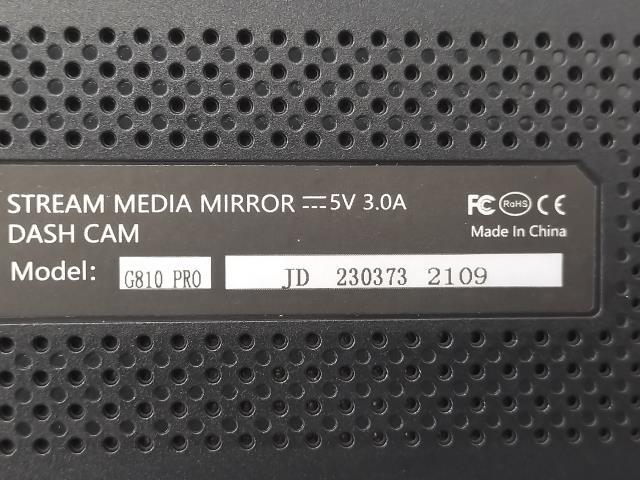 STREAM MEDIA MIRROR ⎓5V 3.0A FC RoHS CE
DASH CAM Made In China
Model: G810 PRO JD 230373 2109